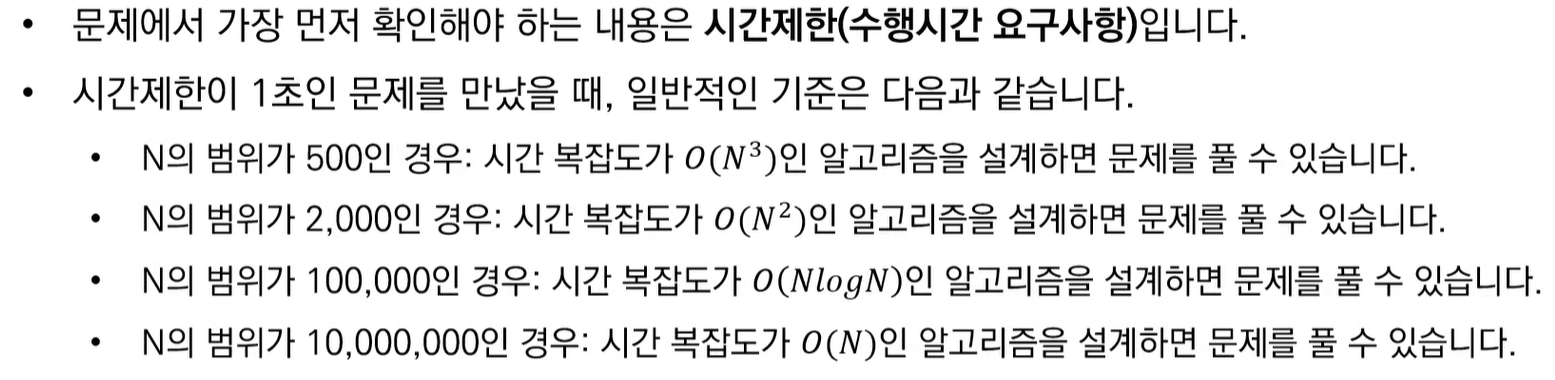 • 문제에서 가장 먼저 확인해야 하는 내용은 시간제한(수행시간 요구사항)입니다.
• 시간제한이 1초인 문제를 만났을 때, 일반적인 기준은 다음과 같습니다.
• N의 범위가 500인 경우: 시간 복잡도가 O(N³)인 알고리즘을 설계하면 문제를 풀 수 있습니다.
• N의 범위가 2,000인 경우: 시간 복잡도가 O(N²)인 알고리즘을 설계하면 문제를 풀 수 있습니다.
• N의 범위가 100,000인 경우: 시간 복잡도가 O(NlogN)인 알고리즘을 설계하면 문제를 풀 수 있습니다.
• N의 범위가 10,000,000인 경우: 시간 복잡도가 O(N)인 알고리즘을 설계하면 문제를 풀 수 있습니다.